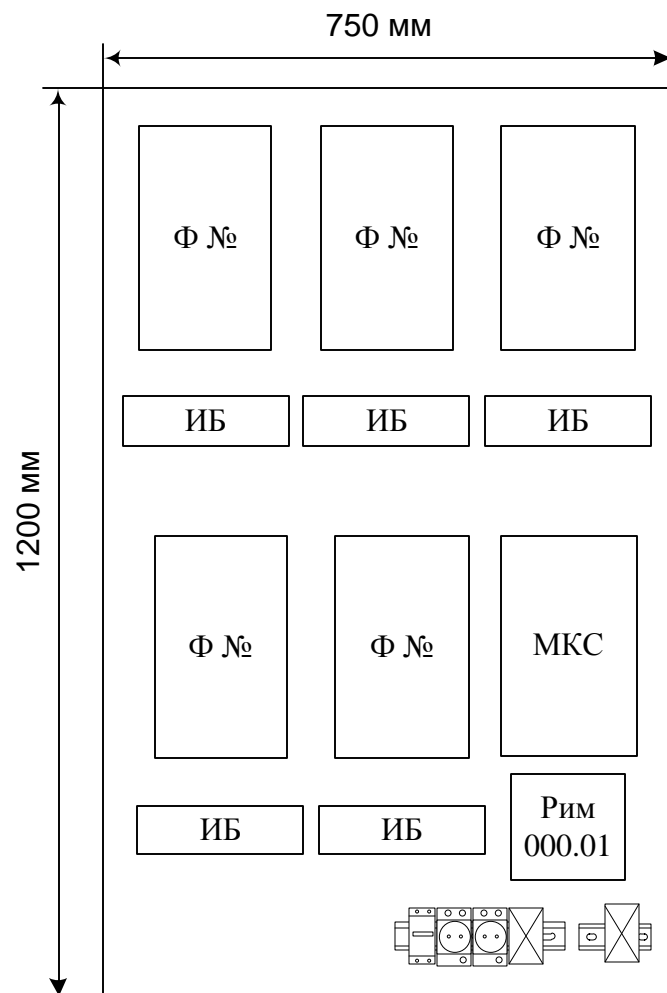 750 мм
1200 мм
Ф №
Ф №
Ф №
ИБ
ИБ
ИБ
Ф №
Ф №
МКС
ИБ
ИБ
Рим
000.01